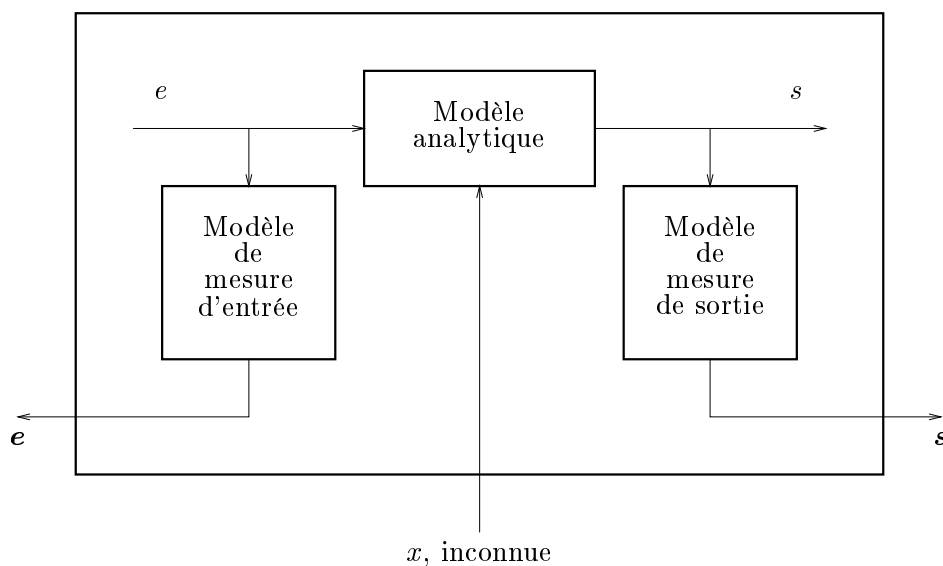 e
s
Modèle
analytique
Modèle
de
mesure
d'entrée
Modèle
de
mesure
de sortie
e
s
x, inconnue